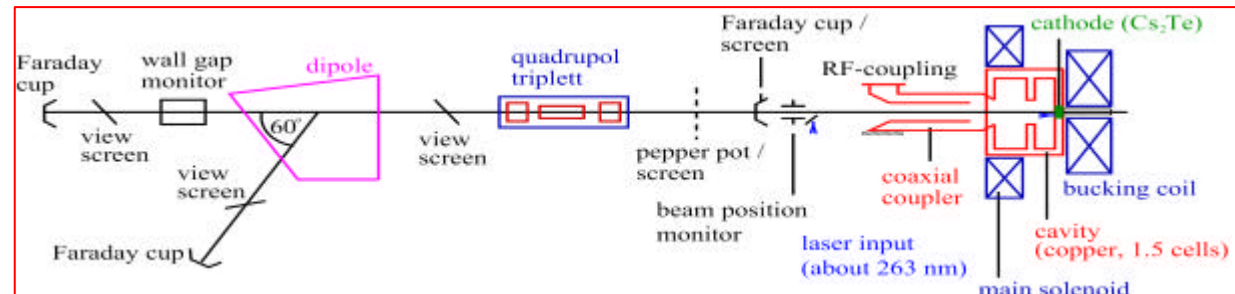 Faraday
cup
wall gap
monitor
dipole
quadrupol
triplett
Faraday cup /
screen
RF-coupling
cathode (Cs₂Te)
60°
view
screen
view
screen
view
screen
pepper pot /
screen
beam position
monitor
coaxial
coupler
bucking coil
Faraday cup
laser input
(about 263 nm)
cavity
(copper, 1.5 cells)
main solenoid